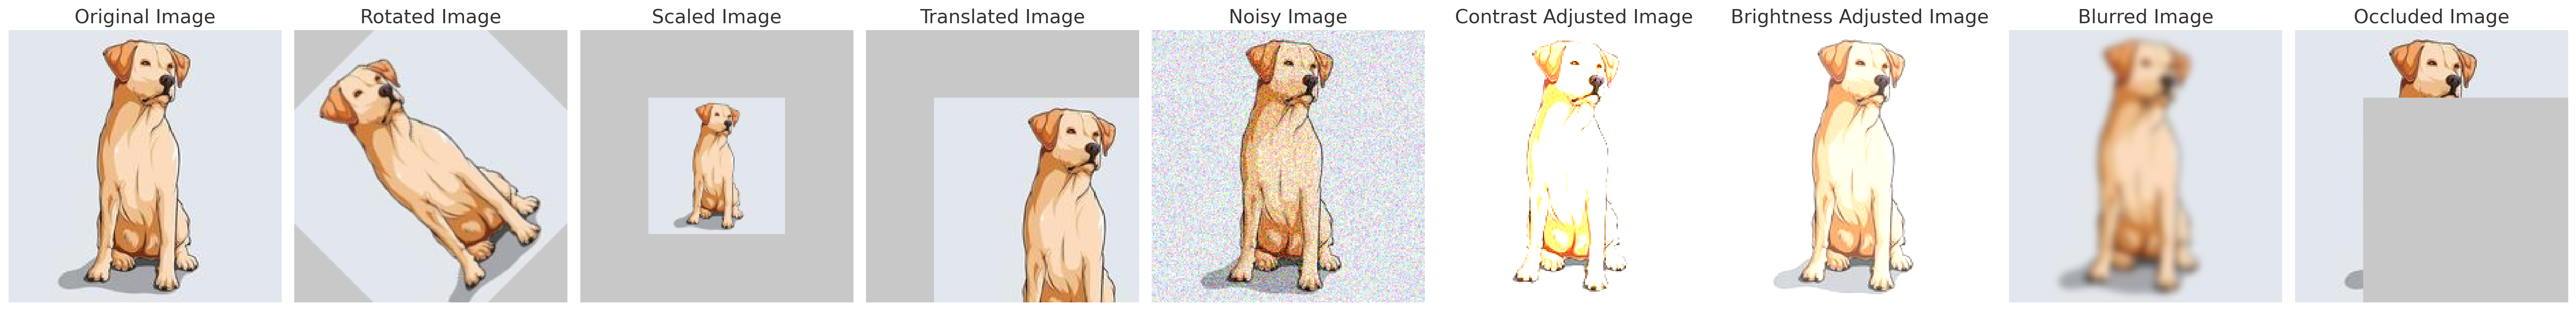 Original Image
Rotated Image
Scaled Image
Translated Image
Noisy Image
Contrast Adjusted Image
Brightness Adjusted Image
Blurred Image
Occluded Image